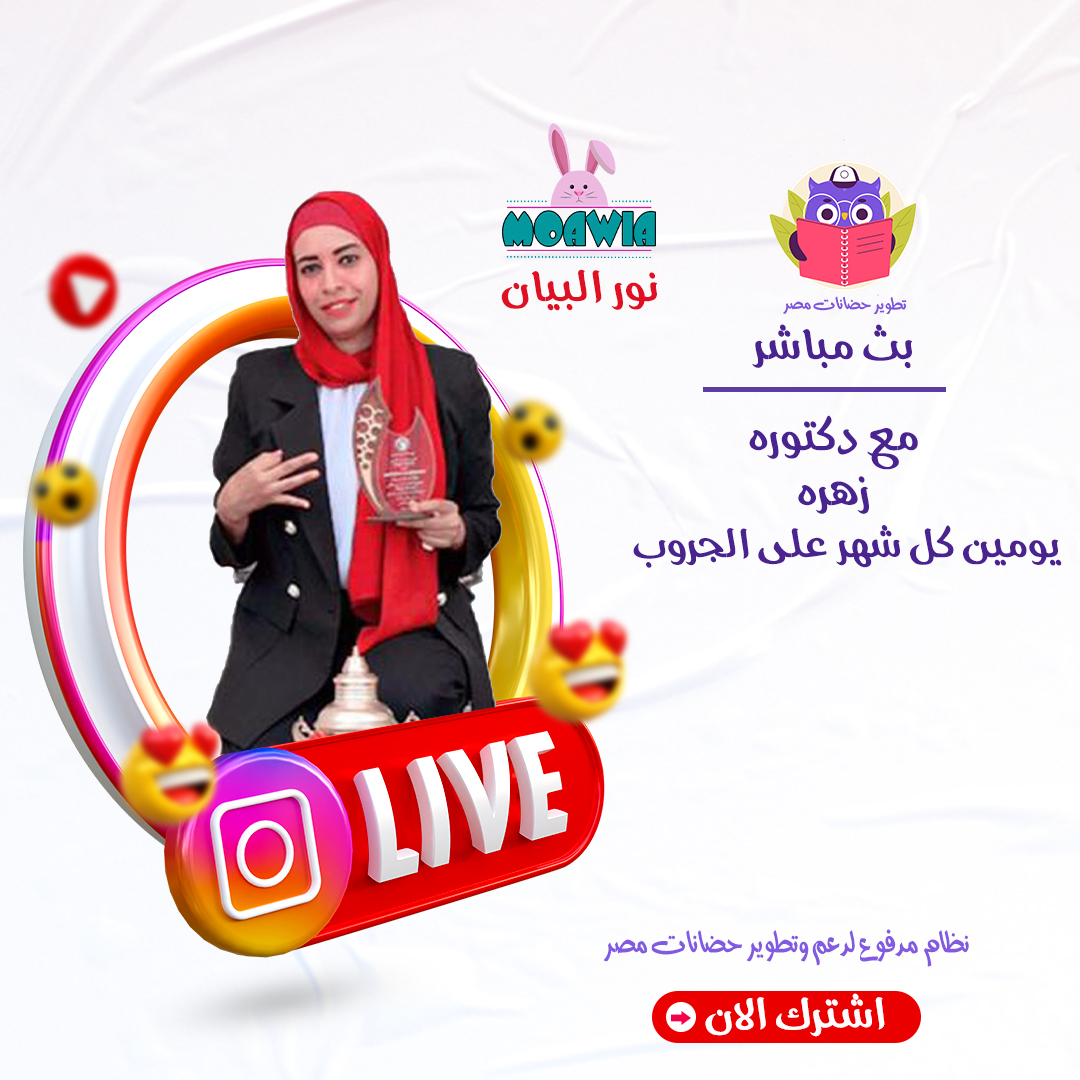 MOAWIA
نور البيان
تطوير حضانات مصر
بث مباشر
مع دكتوره
زهره
يومين كل شهر على الجروب
LIVE
نظام مدفوع لدعم وتطوير حضانات مصر
اشترك الان